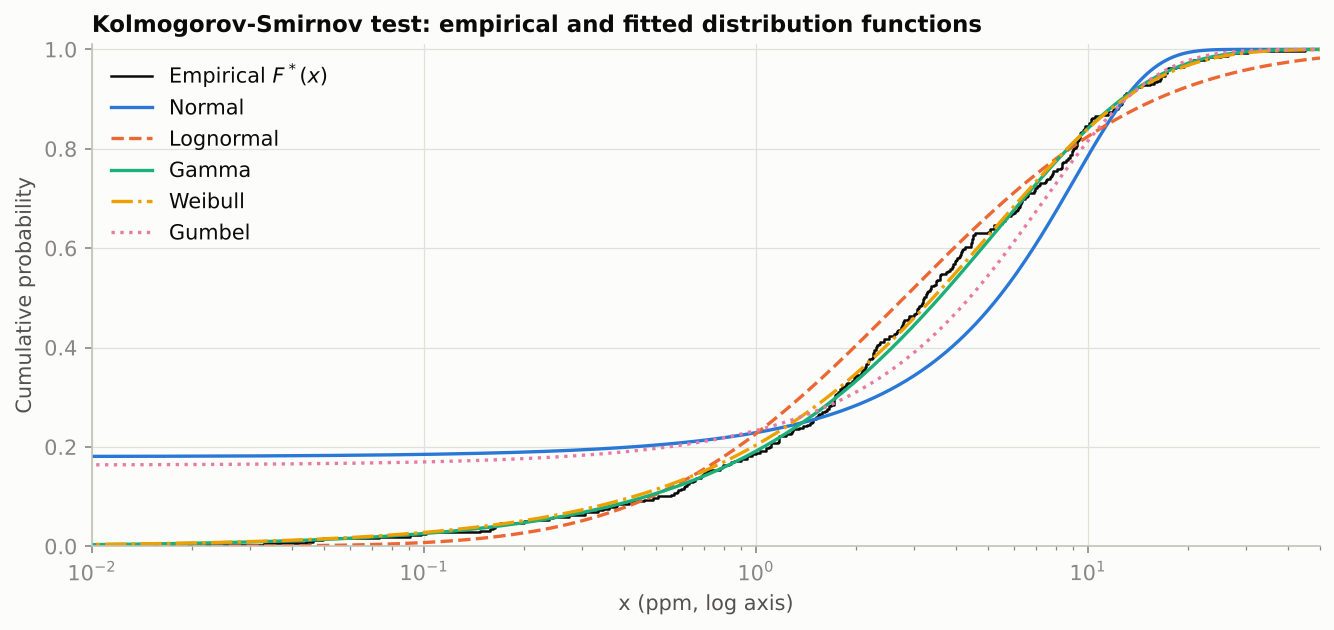 Kolmogorov-Smirnov test: empirical and fitted distribution functions
Cumulative probability
1.0
0.8
0.6
0.4
0.2
0.0
Empirical F*(x)
Normal
Lognormal
Gamma
Weibull
Gumbel
10⁻² 10⁻¹ 10⁰ 10¹
x (ppm, log axis)